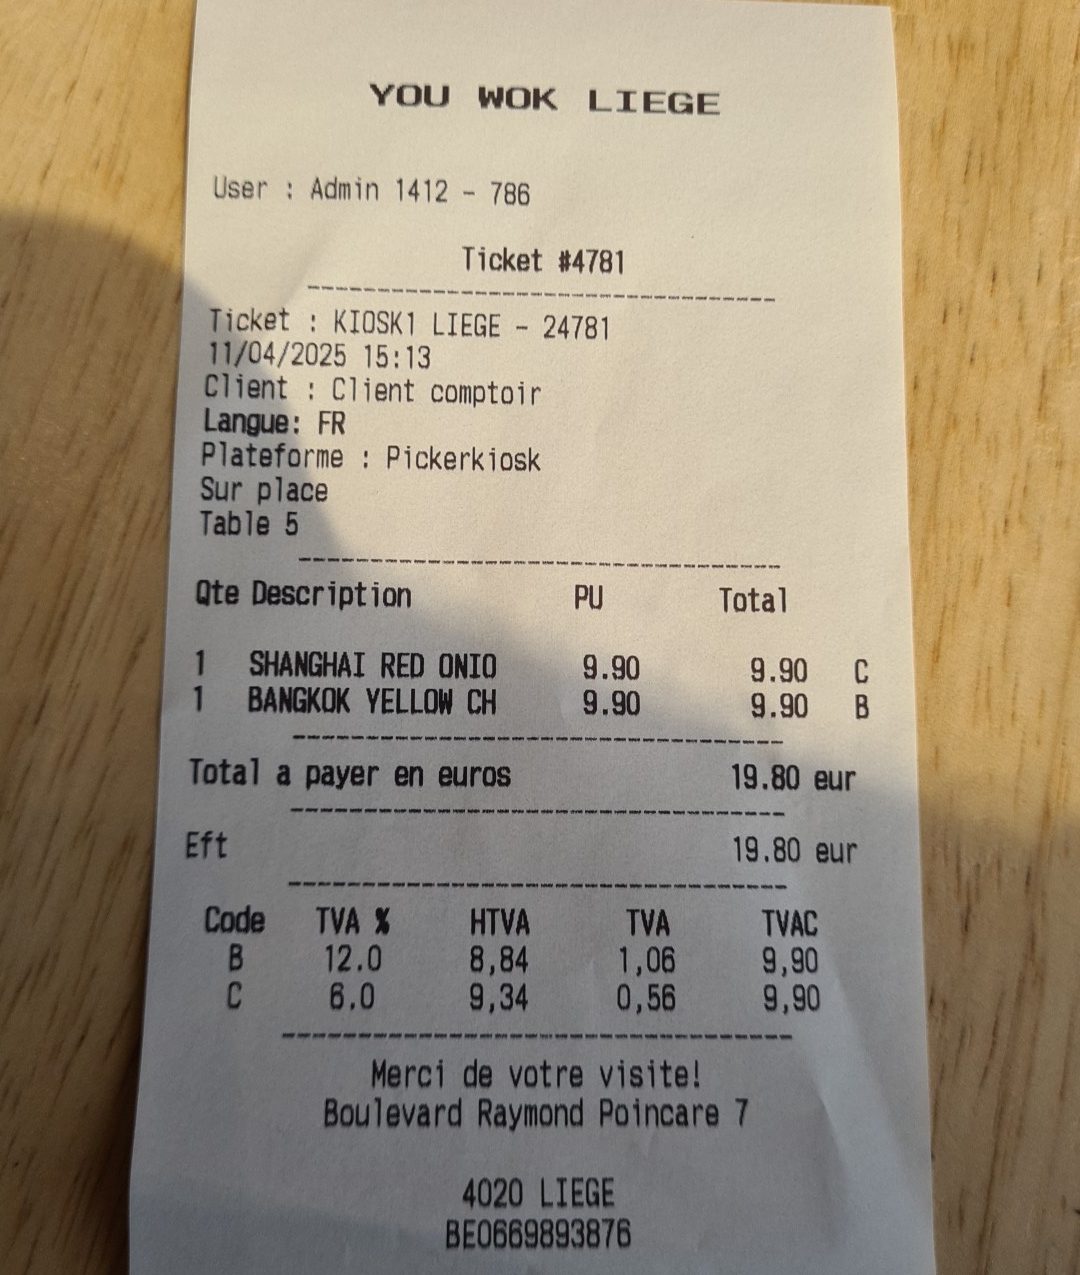 YOU WOK LIEGE
User : Admin 1412 - 786
Ticket #4781
--------------------------------
Ticket : KIOSK1 LIEGE - 24781
11/04/2025 15:13
Client : Client comptoir
Langue: FR
Plateforme : Pickerkiosk
Sur place
Table 5
--------------------------------
Qte Description PU Total
1 SHANGHAI RED ONIO 9.90 9.90 C
1 BANGKOK YELLOW CH 9.90 9.90 B
--------------------------------
Total a payer en euros 19.80 eur
--------------------------------
Eft 19.80 eur
--------------------------------
Code TVA % HTVA TVA TVAC
B 12.0 8,84 1,06 9,90
C 6.0 9,34 0,56 9,90
--------------------------------
Merci de votre visite!
Boulevard Raymond Poincare 7
4020 LIEGE
BE0669893876